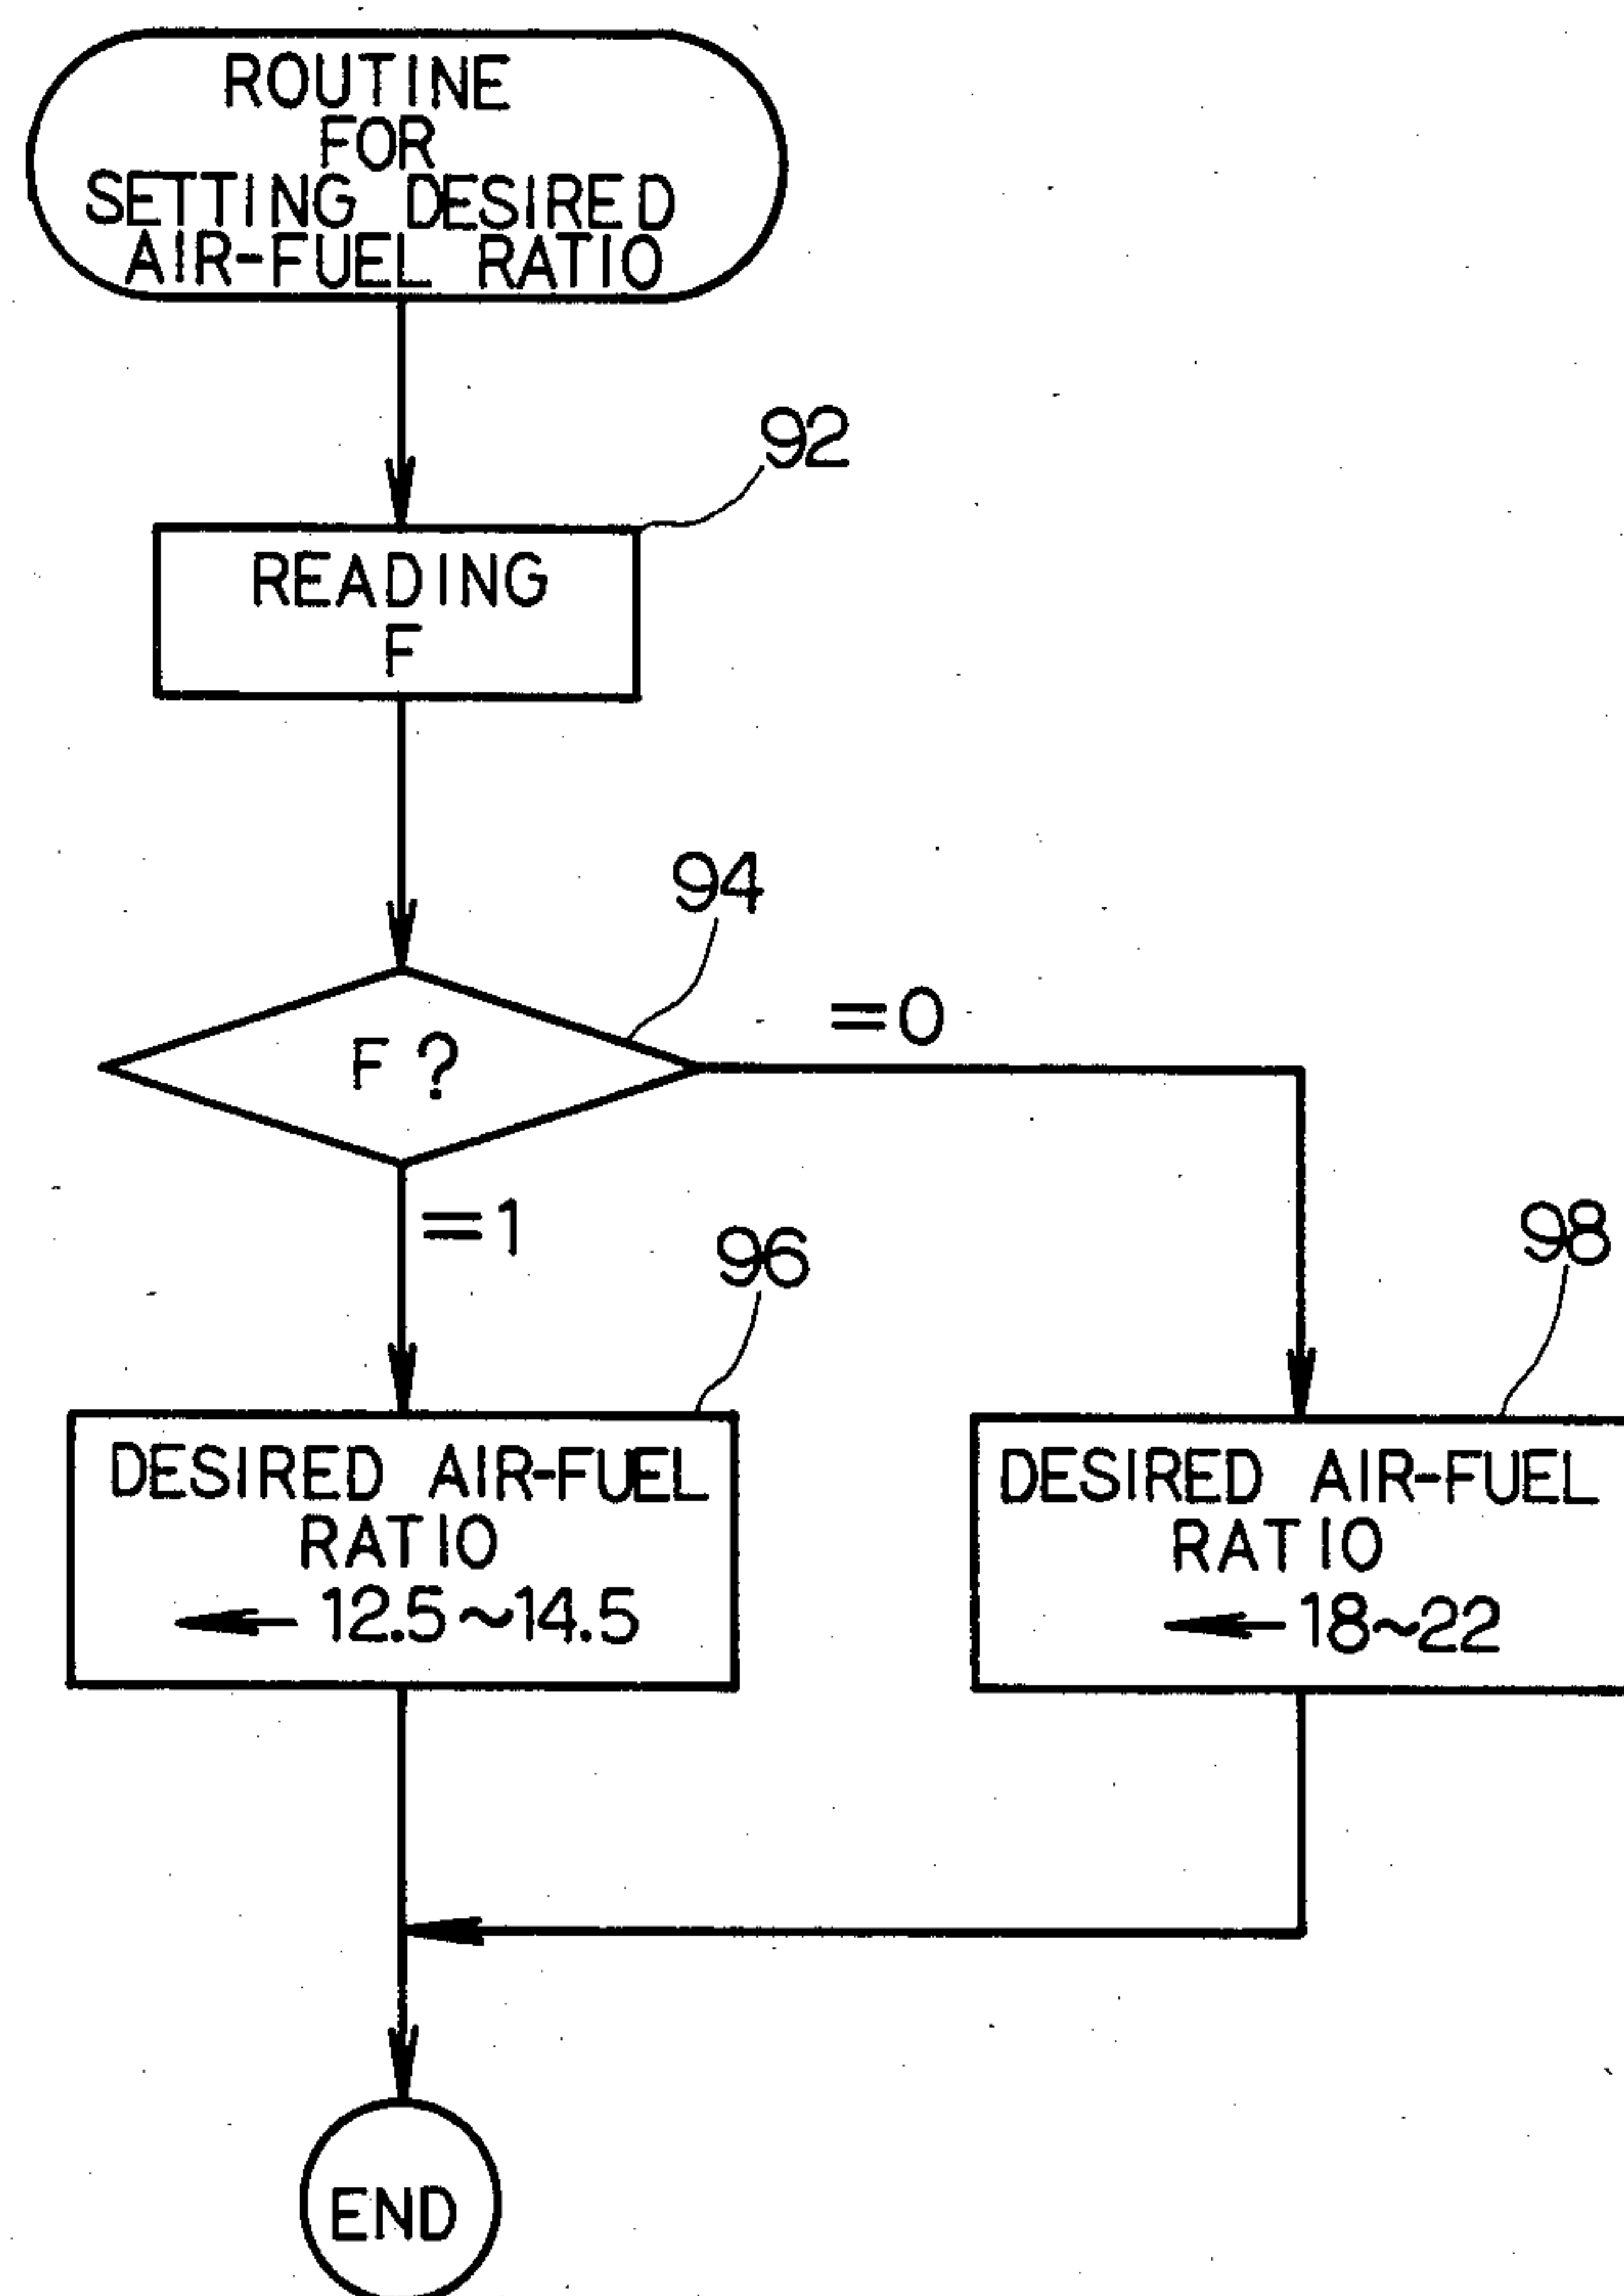 ROUTINE
FOR
SETTING DESIRED
AIR-FUEL RATIO
92
READING
F
94
F ?
=0
=1
96
98
DESIRED AIR-FUEL
RATIO
← 12.5~14.5
DESIRED AIR-FUEL
RATIO
← 18~22
END